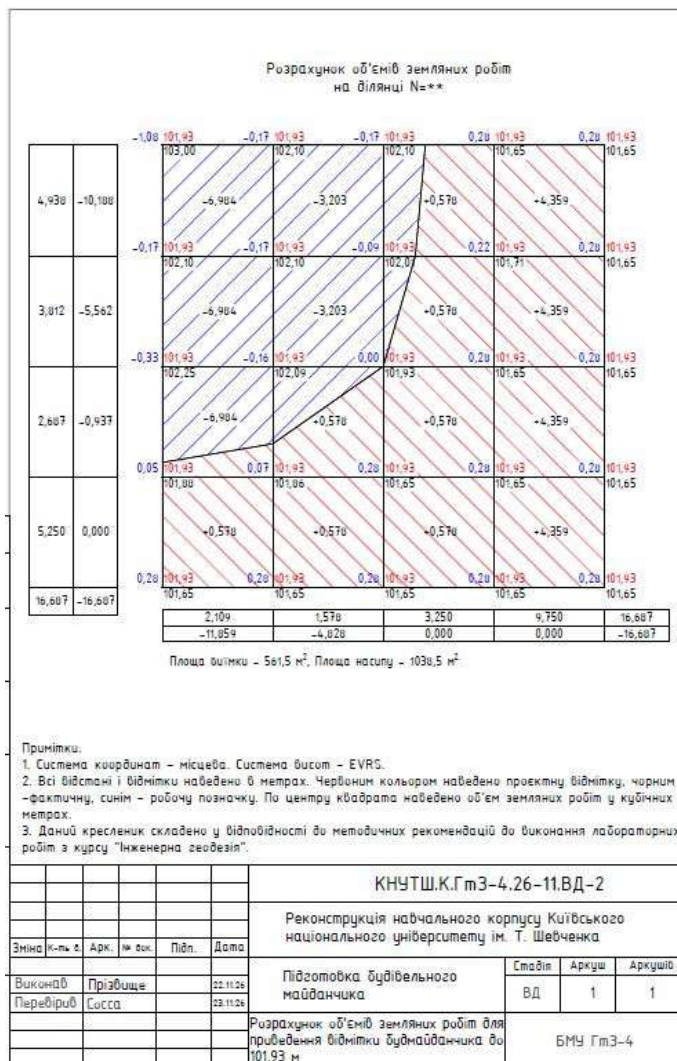 Розрахунок об'ємів земляних робіт
на ділянці N=**
-1,08 101,93 -0,17 101,93 -0,17 101,93 0,28 101,93 0,28 101,93
103,00 102,10 102,10 101,65 101,65
4,938 -10,188 -6,984 -3,203 +0,578 +4,359
-0,17 101,93 -0,17 101,93 -0,09 101,93 0,22 101,93 0,28 101,93
102,10 102,10 102,0 101,71 101,65
3,812 -5,562 -6,984 -3,203 +0,578 +4,359
-0,33 101,93 -0,16 101,93 0,00 101,93 0,28 101,93 0,28 101,93
102,25 102,09 101,93 101,65 101,65
2,687 -0,937 -6,984 +0,578 +0,578 +4,359
0,05 101,93 0,07 101,93 0,28 101,93 0,28 101,93 0,28 101,93
101,88 101,86 101,65 101,65 101,65
5,250 0,000 +0,578 +0,578 +0,578 +4,359
0,28 101,93 0,28 101,93 0,28 101,93 0,28 101,93 0,28 101,93
101,65 101,65 101,65 101,65 101,65
16,687 -16,687
2,109 1,578 3,250 9,750 16,687
-11,859 -4,828 0,000 0,000 -16,687
Площа виїмки - 561,5 м², Площа насипу - 1038,5 м²
Примітки:
1. Система координат - місцева. Система висот - EVRS.
2. Всі відстані і відмітки наведено в метрах. Червоним кольором наведено проєктну відмітку, чорним
-фактичну, синім - робочу позначку. По центру квадрата наведено об'єм земляних робіт у кубічних
метрах.
3. Даний кресленик складено у відповідності до методичних рекомендацій до виконання лабораторних
робіт з курсу "Інженерна геодезія".
КНУТШ.К.ГмЗ-4.26-11.ВД-2
Реконструкція навчального корпусу Київського
національного університету ім. Т. Шевченка
Зміна К-ть д. Арк. № док. Підп. Дата
Виконав Прізвище 22.11.26
Перевірив Сосса 23.11.26
Підготовка будівельного
майданчика
Стадія Аркуш Аркушів
ВД 1 1
Розрахунок об'ємів земляних робіт для
приведення відмітки будмайданчика до
101.93 м
БМУ ГмЗ-4